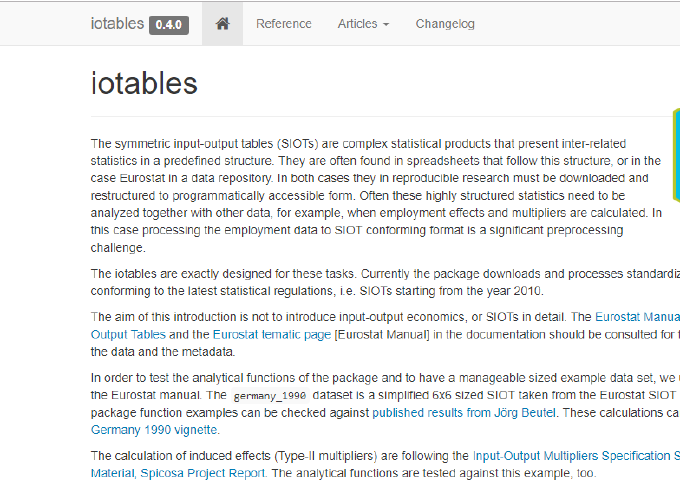 iotables 0.4.0 Reference Articles Changelog
iotables
The symmetric input-output tables (SIOTs) are complex statistical products that present inter-related
statistics in a predefined structure. They are often found in spreadsheets that follow this structure, or in the
case Eurostat in a data repository. In both cases they in reproducible research must be downloaded and
restructured to programmatically accessible form. Often these highly structured statistics need to be
analyzed together with other data, for example, when employment effects and multipliers are calculated. In
this case processing the employment data to SIOT conforming format is a significant preprocessing
challenge.
The iotables are exactly designed for these tasks. Currently the package downloads and processes standardiz
conforming to the latest statistical regulations, i.e. SIOTs starting from the year 2010.
The aim of this introduction is not to introduce input-output economics, or SIOTs in detail. The Eurostat Manua
Output Tables and the Eurostat tematic page [Eurostat Manual] in the documentation should be consulted for
the data and the metadata.
In order to test the analytical functions of the package and to have a manageable sized example data set, we
the Eurostat manual. The germany_1990 dataset is a simplified 6x6 sized SIOT taken from the Eurostat SIOT
package function examples can be checked against published results from Jörg Beutel. These calculations ca
Germany 1990 vignette.
The calculation of induced effects (Type-II multipliers) are following the Input-Output Multipliers Specification S
Material, Spicosa Project Report. The analytical functions are tested against this example, too.